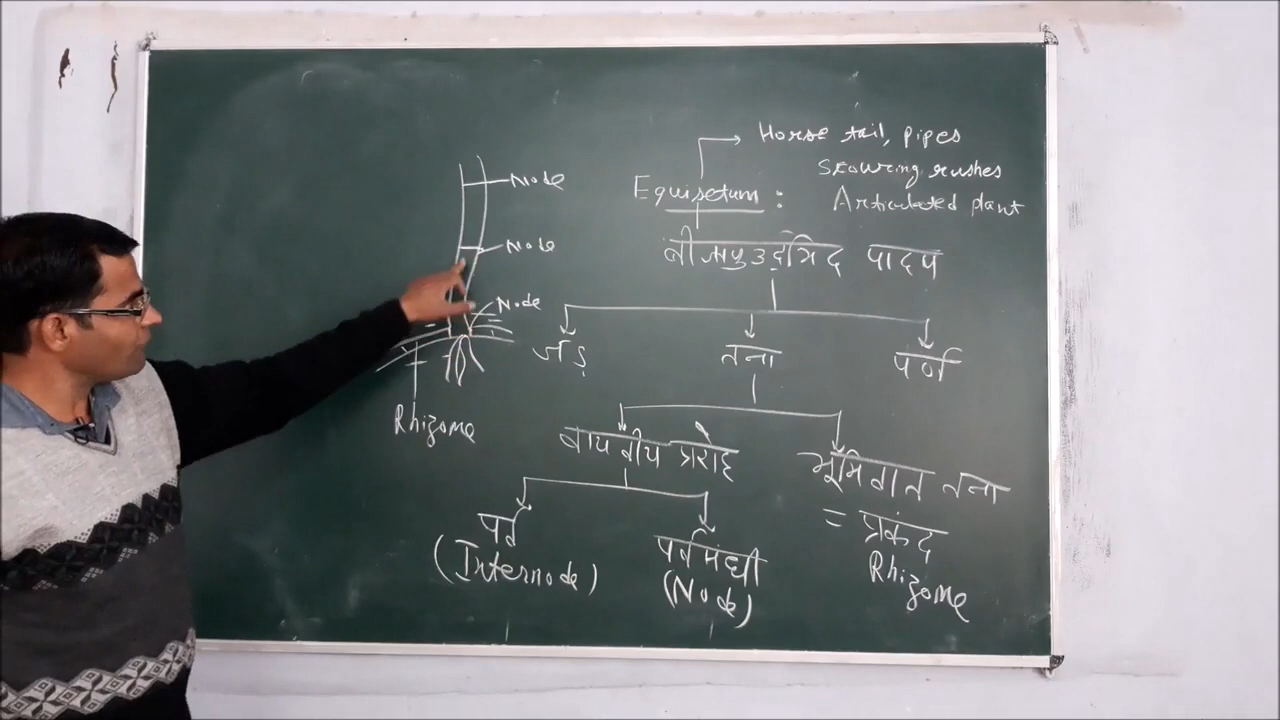 Horse tail, pipes
Scouring rushes
Equisetum :
Articulated plant
Node
Node
Node
Rhizome
बीजाणुउद्भिद पादप
जड़
तना
पर्ण
वायवीय प्ररोह
भूमिगत तना
= प्रकंद
Rhizome
पर्व
(Internode)
पर्वसंधी
(Node)